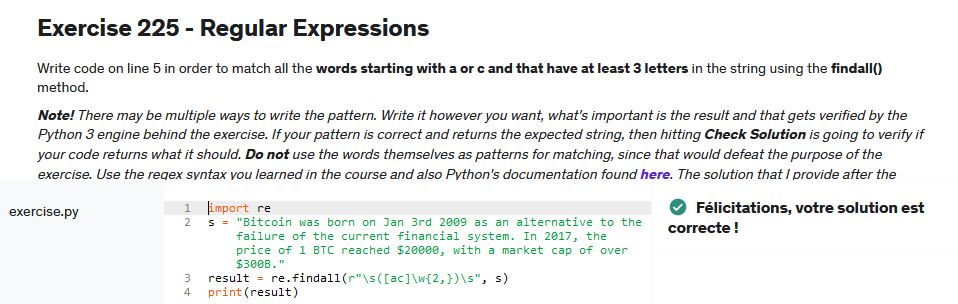 Exercise 225 - Regular Expressions
Write code on line 5 in order to match all the words starting with a or c and that have at least 3 letters in the string using the findall()
method.
Note! There may be multiple ways to write the pattern. Write it however you want, what's important is the result and that gets verified by the
Python 3 engine behind the exercise. If your pattern is correct and returns the expected string, then hitting Check Solution is going to verify if
your code returns what it should. Do not use the words themselves as patterns for matching, since that would defeat the purpose of the
exercise. Use the regex syntax you learned in the course and also Python's documentation found here. The solution that I provide after the
exercise.py
1 import re
2 s = "Bitcoin was born on Jan 3rd 2009 as an alternative to the
failure of the current financial system. In 2017, the
price of 1 BTC reached $20000, with a market cap of over
$300B."
3 result = re.findall(r"\s([ac]\w{2,})\s", s)
4 print(result)
Félicitations, votre solution est
correcte !